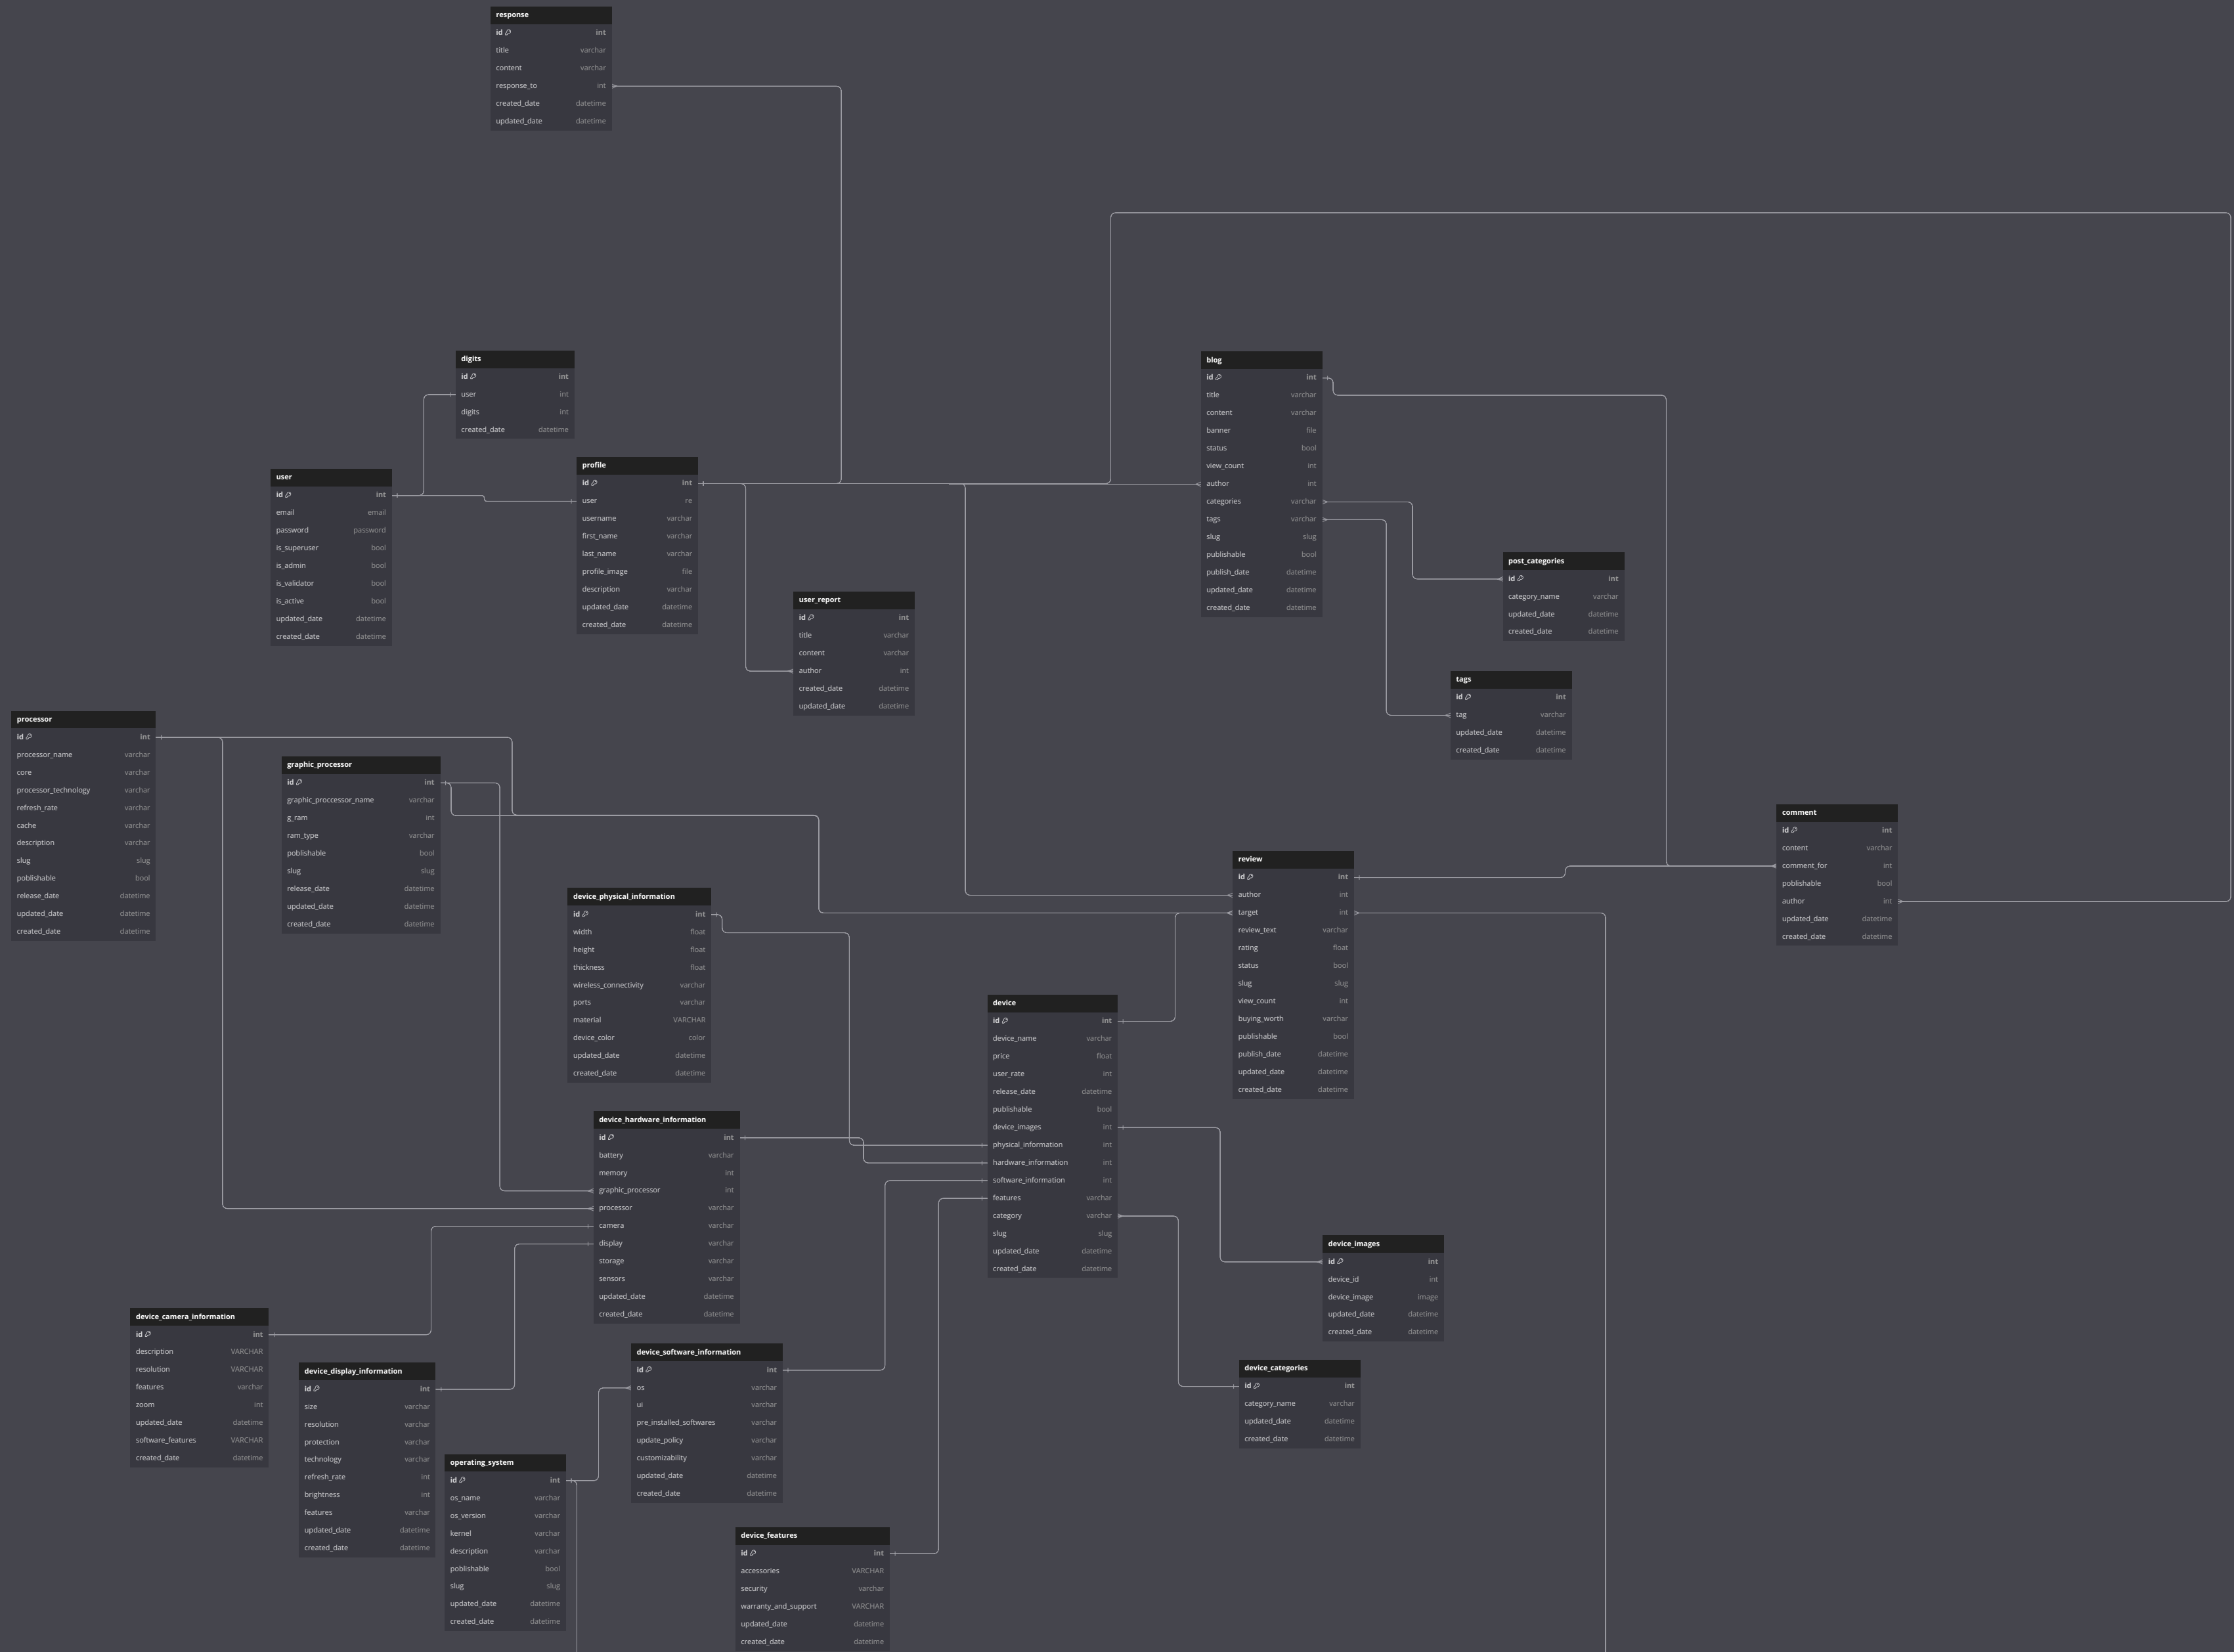 response
id int
title varchar
content varchar
response_to int
created_date datetime
updated_date datetime
digits
id int
user int
digits int
created_date datetime
blog
id int
title varchar
content varchar
banner file
status bool
view_count int
author int
categories varchar
tags varchar
slug slug
publishable bool
publish_date datetime
updated_date datetime
created_date datetime
user
id int
email email
password password
is_superuser bool
is_admin bool
is_validator bool
is_active bool
updated_date datetime
created_date datetime
profile
id int
user re
username varchar
first_name varchar
last_name varchar
profile_image file
description varchar
updated_date datetime
created_date datetime
user_report
id int
title varchar
content varchar
author int
created_date datetime
updated_date datetime
post_categories
id int
category_name varchar
updated_date datetime
created_date datetime
tags
id int
tag varchar
updated_date datetime
created_date datetime
processor
id int
processor_name varchar
core varchar
processor_technology varchar
refresh_rate varchar
cache varchar
description varchar
slug slug
poblishable bool
release_date datetime
updated_date datetime
created_date datetime
graphic_processor
id int
graphic_proccessor_name varchar
g_ram int
ram_type varchar
poblishable bool
slug slug
release_date datetime
updated_date datetime
created_date datetime
comment
id int
content varchar
comment_for int
poblishable bool
author int
updated_date datetime
created_date datetime
review
id int
author int
target int
review_text varchar
rating float
status bool
slug slug
view_count int
buying_worth varchar
publishable bool
publish_date datetime
updated_date datetime
created_date datetime
device_physical_information
id int
width float
height float
thickness float
wireless_connectivity varchar
ports varchar
material VARCHAR
device_color color
updated_date datetime
created_date datetime
device
id int
device_name varchar
price float
user_rate int
release_date datetime
publishable bool
device_images int
physical_information int
hardware_information int
software_information int
features varchar
category varchar
slug slug
updated_date datetime
created_date datetime
device_hardware_information
id int
battery varchar
memory int
graphic_processor int
processor varchar
camera varchar
display varchar
storage varchar
sensors varchar
updated_date datetime
created_date datetime
device_images
id int
device_id int
device_image image
updated_date datetime
created_date datetime
device_camera_information
id int
description VARCHAR
resolution VARCHAR
features varchar
zoom int
updated_date datetime
software_features VARCHAR
created_date datetime
device_display_information
id int
size varchar
resolution varchar
protection varchar
technology varchar
refresh_rate int
brightness int
features varchar
updated_date datetime
created_date datetime
device_software_information
id int
os varchar
ui varchar
pre_installed_softwares varchar
update_policy varchar
customizability varchar
updated_date datetime
created_date datetime
device_categories
id int
category_name varchar
updated_date datetime
created_date datetime
operating_system
id int
os_name varchar
os_version varchar
kernel varchar
description varchar
poblishable bool
slug slug
updated_date datetime
created_date datetime
device_features
id int
accessories VARCHAR
security varchar
warranty_and_support VARCHAR
updated_date datetime
created_date datetime